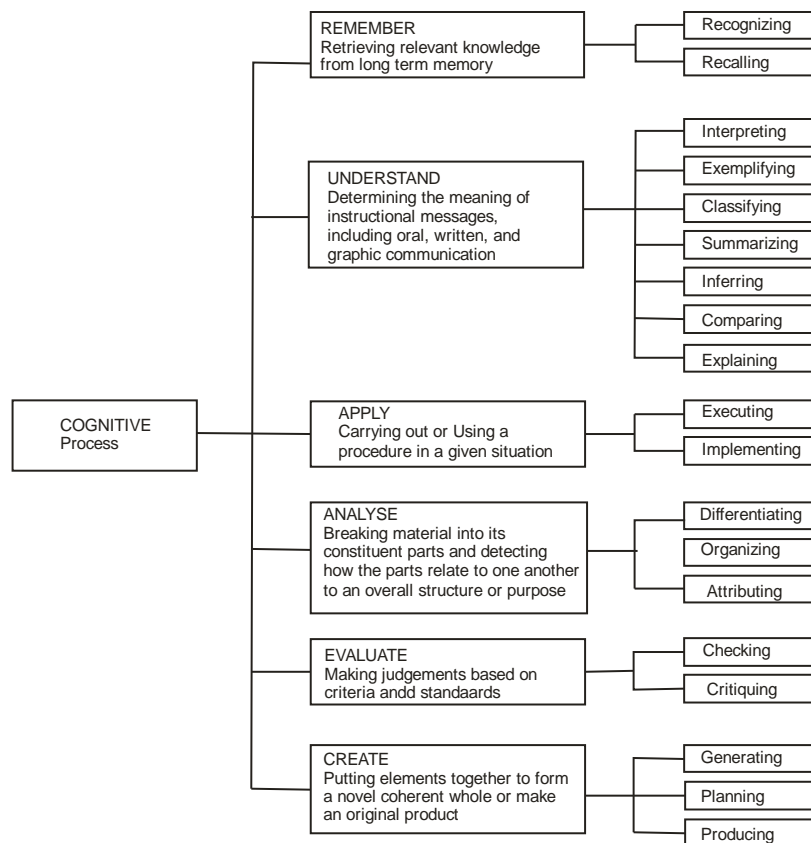 REMEMBER
Retrieving relevant knowledge
from long term memory
Recognizing
Recalling
UNDERSTAND
Determining the meaning of
instructional messages,
including oral, written, and
graphic communication
Interpreting
Exemplifying
Classifying
Summarizing
Inferring
Comparing
Explaining
COGNITIVE
Process
APPLY
Carrying out or Using a
procedure in a given situation
Executing
Implementing
ANALYSE
Breaking material into its
constituent parts and detecting
how the parts relate to one another
to an overall structure or purpose
Differentiating
Organizing
Attributing
EVALUATE
Making judgements based on
criteria andd standaards
Checking
Critiquing
CREATE
Putting elements together to form
a novel coherent whole or make
an original product
Generating
Planning
Producing